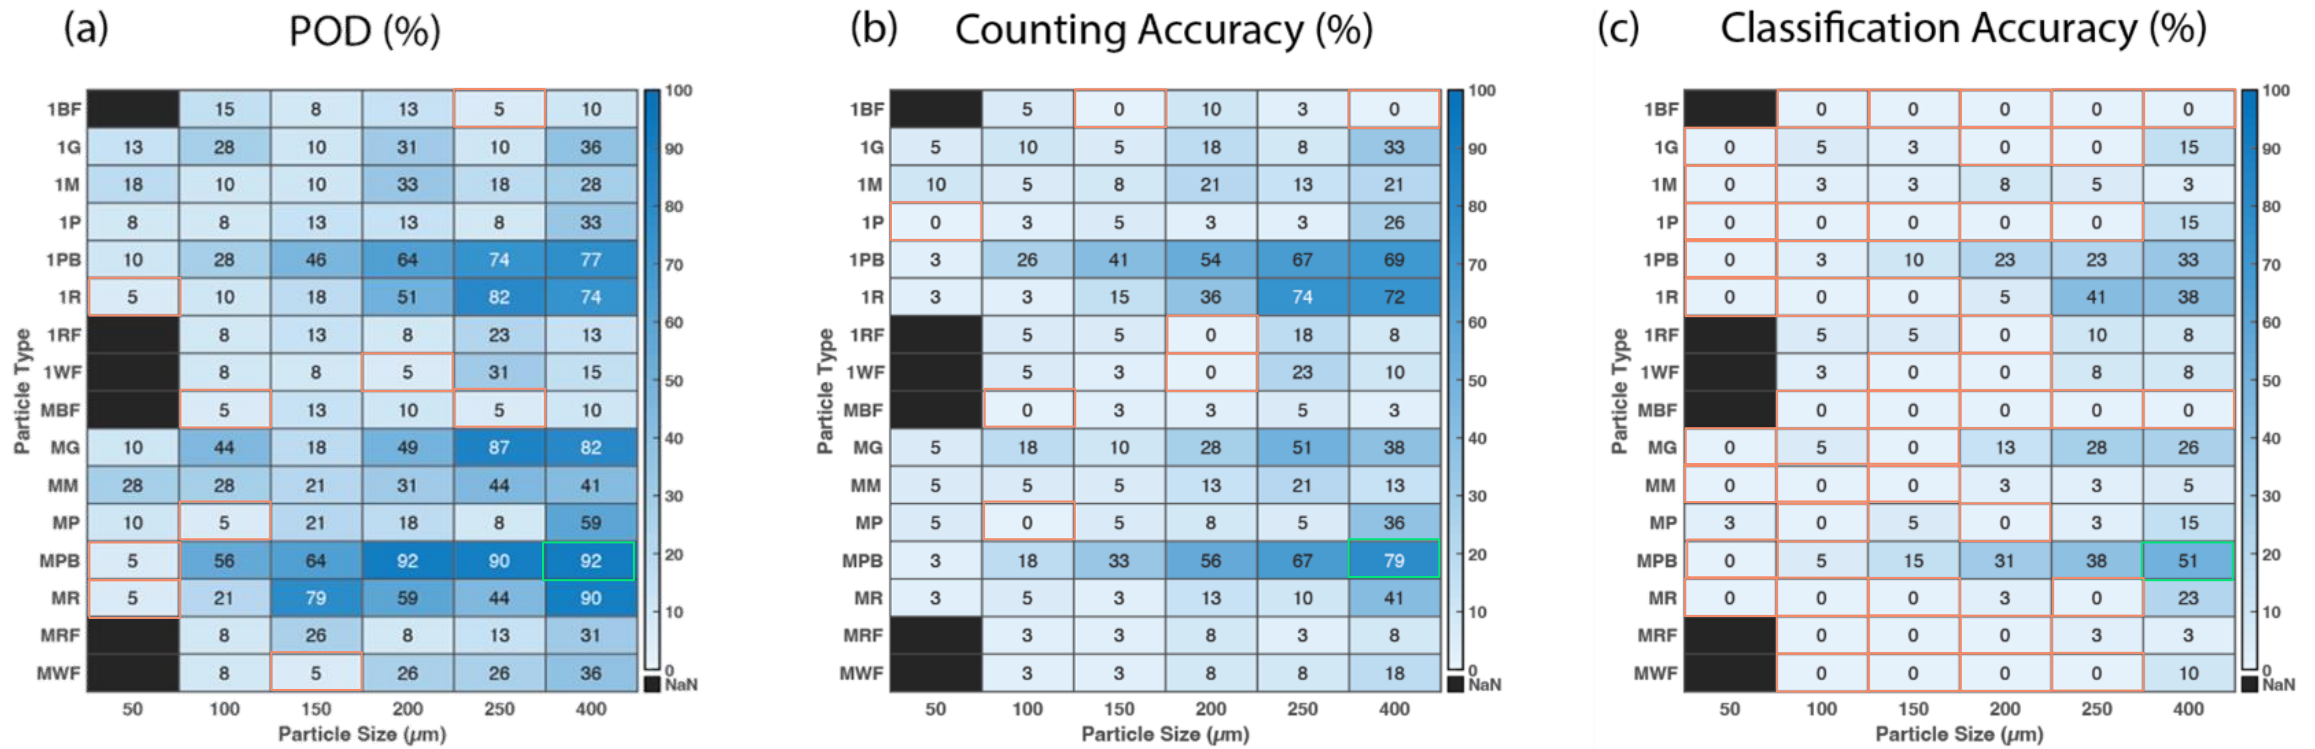 (a) POD (%)
Particle Type
1BF 15 8 13 5 10
1G 13 28 10 31 10 36
1M 18 10 10 33 18 28
1P 8 8 13 13 8 33
1PB 10 28 46 64 74 77
1R 5 10 18 51 82 74
1RF 8 13 8 23 13
1WF 8 8 5 31 15
MBF 5 13 10 5 10
MG 10 44 18 49 87 82
MM 28 28 21 31 44 41
MP 10 5 21 18 8 59
MPB 5 56 64 92 90 92
MR 5 21 79 59 44 90
MRF 8 26 8 13 31
MWF 8 5 26 26 36
50 100 150 200 250 400
Particle Size (µm)
100
90
80
70
60
50
40
30
20
10
0
NaN
(b) Counting Accuracy (%)
Particle Type
1BF 5 0 10 3 0
1G 5 10 5 18 8 33
1M 10 5 8 21 13 21
1P 0 3 5 3 3 26
1PB 3 26 41 54 67 69
1R 3 3 15 36 74 72
1RF 5 5 0 18 8
1WF 5 3 0 23 10
MBF 0 3 3 5 3
MG 5 18 10 28 51 38
MM 5 5 5 13 21 13
MP 5 0 5 8 5 36
MPB 3 18 33 56 67 79
MR 3 5 3 13 10 41
MRF 3 3 8 3 8
MWF 3 3 8 8 18
50 100 150 200 250 400
Particle Size (µm)
100
90
80
70
60
50
40
30
20
10
0
NaN
(c) Classification Accuracy (%)
Particle Type
1BF 0 0 0 0 0
1G 0 5 3 0 0 15
1M 0 3 3 8 5 3
1P 0 0 0 0 0 15
1PB 0 3 10 23 23 33
1R 0 0 0 5 41 38
1RF 5 5 0 10 8
1WF 3 0 0 8 8
MBF 0 0 0 0 0
MG 0 5 0 13 28 26
MM 0 0 0 3 3 5
MP 3 0 5 0 3 15
MPB 0 5 15 31 38 51
MR 0 0 0 3 0 23
MRF 0 0 0 3 3
MWF 0 0 0 0 10
50 100 150 200 250 400
Particle Size (µm)
100
90
80
70
60
50
40
30
20
10
0
NaN